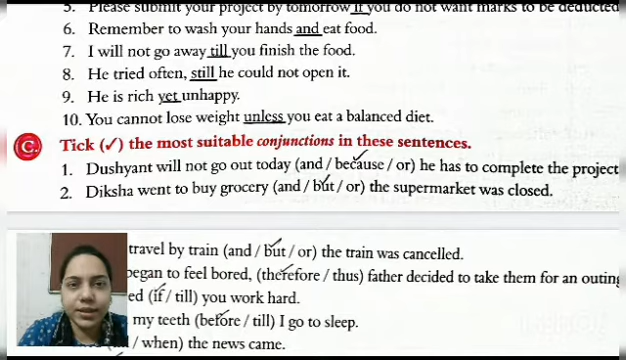 5. Please submit your project by tomorrow if you do not want marks to be deducted
6. Remember to wash your hands and eat food.
7. I will not go away till you finish the food.
8. He tried often, still he could not open it.
9. He is rich yet unhappy.
10. You cannot lose weight unless you eat a balanced diet.
C. Tick (✓) the most suitable conjunctions in these sentences.
1. Dushyant will not go out today (and / because / or) he has to complete the project
2. Diksha went to buy grocery (and / but / or) the supermarket was closed.
travel by train (and / but / or) the train was cancelled.
began to feel bored, (therefore / thus) father decided to take them for an outing
ed (if / till) you work hard.
my teeth (before / till) I go to sleep.
/ when) the news came.